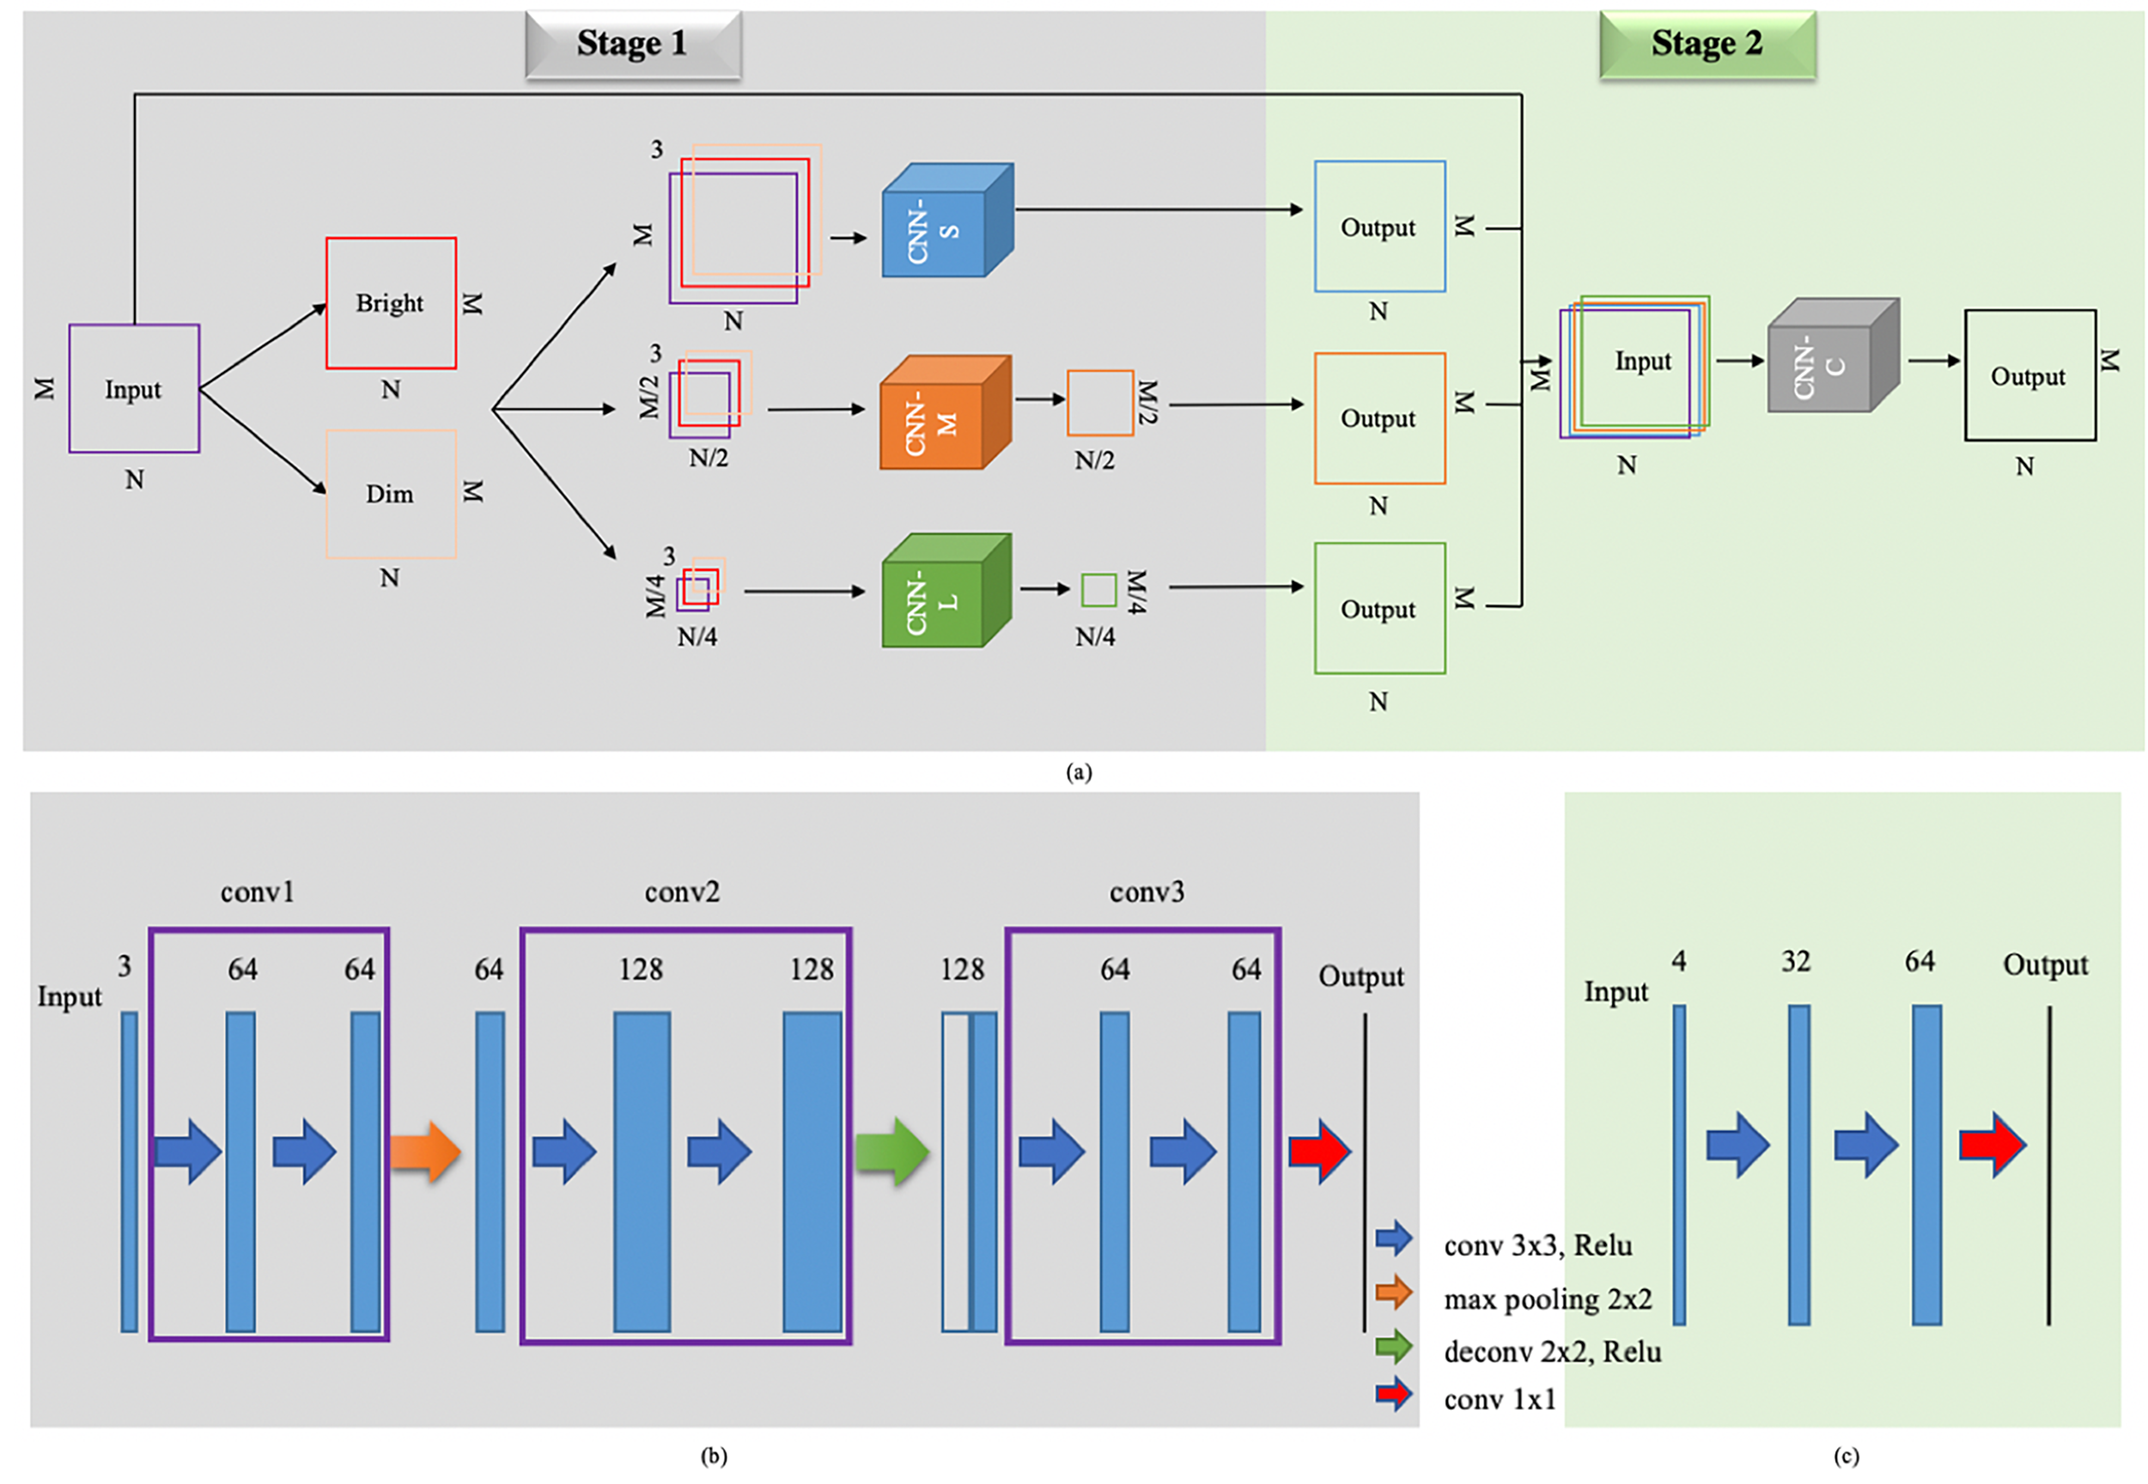 Stage 1
Stage 2
Input
M
N
Bright
M
N
Dim
M
N
3
M
N
CNN-
S
3
M/2
N/2
CNN-
M
M/2
N/2
3
M/4
N/4
CNN-
L
M/4
N/4
Output
M
N
Output
M
N
Output
M
N
M
Input
N
CNN-
C
Output
M
N
(a)
conv1
conv2
conv3
Input
3
64
64
64
128
128
128
64
64
Output
conv 3x3, Relu
max pooling 2x2
deconv 2x2, Relu
conv 1x1
(b)
Input
4
32
64
Output
(c)